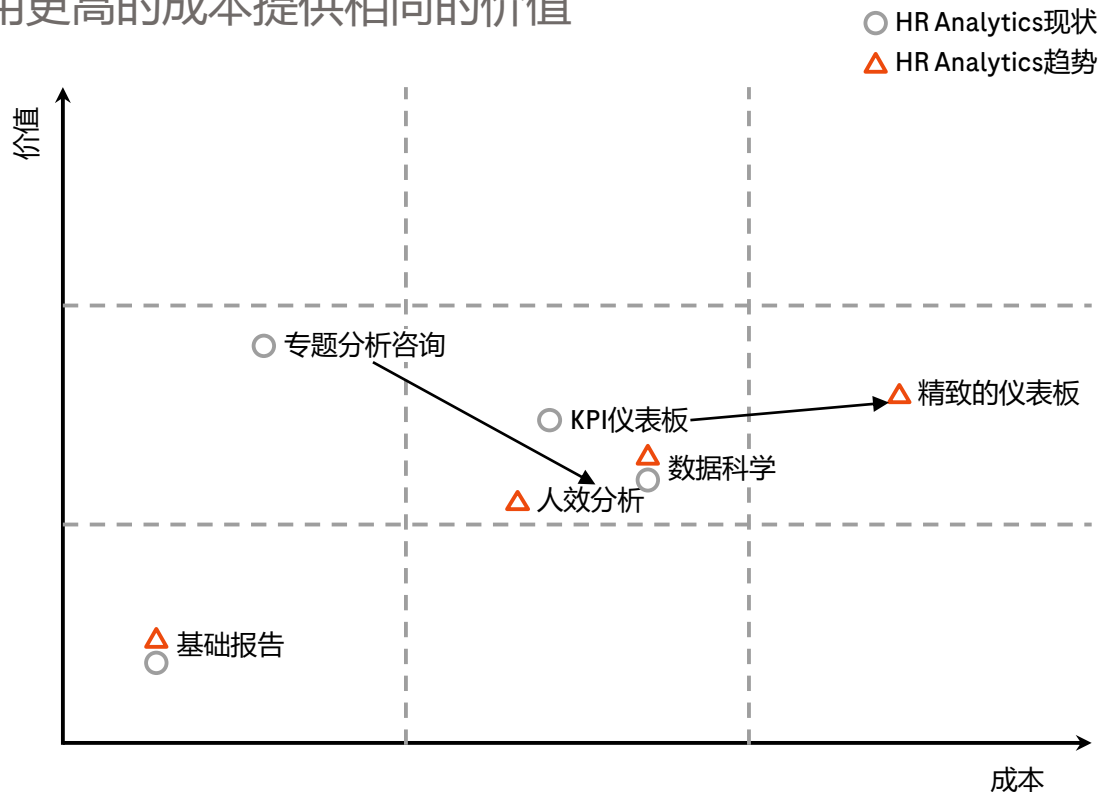 用更高的成本提供相同的价值
HR Analytics现状
HR Analytics趋势
价值
专题分析咨询
精致的仪表板
KPI仪表板
数据科学
人效分析
基础报告
成本